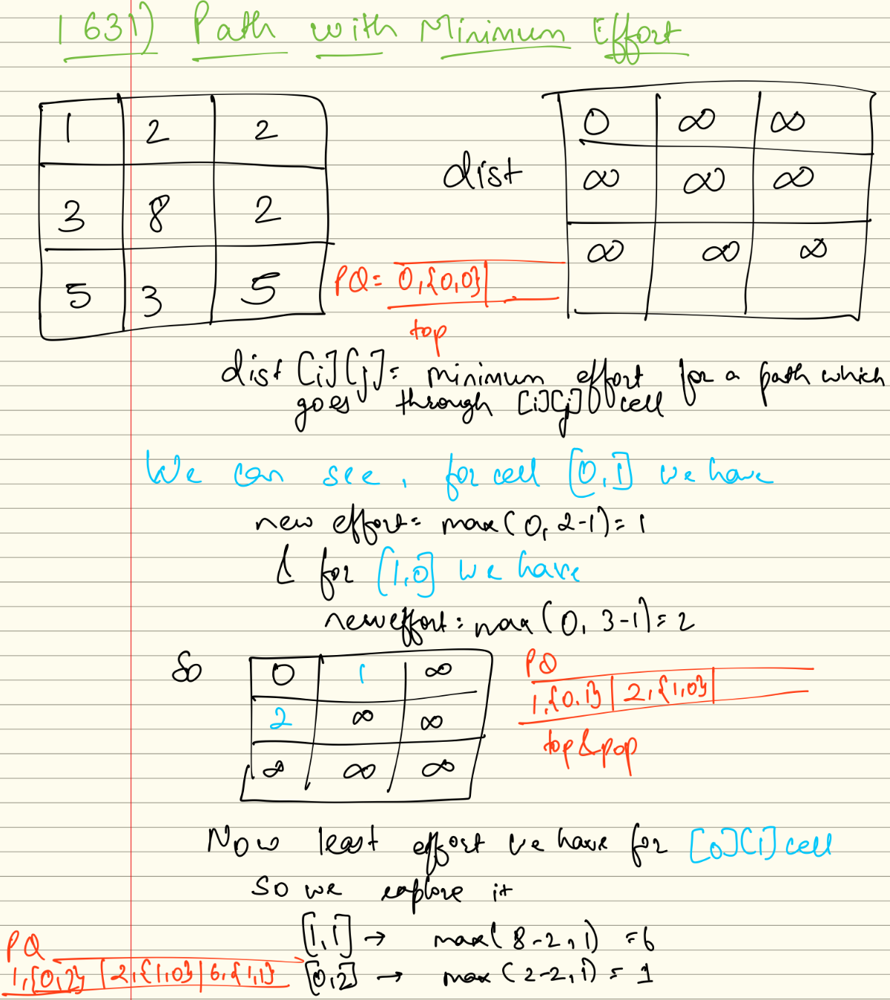 1631) Path with Minimum Effort
1 2 2
3 8 2
5 3 5
dist
0 ∞ ∞
∞ ∞ ∞
∞ ∞ ∞
PQ= 0,{0,0}
top
dist [i][j]= minimum effort for a path which
goes through [i][j] cell
We can see, for cell [0,1] we have
new effort= max(0, 2-1)=1
& for [1,0] we have
neweffort= max(0, 3-1)=2
So
0 1 ∞
2 ∞ ∞
∞ ∞ ∞
PQ
1,{0,1} 2,{1,0}
top&pop
Now least effort we have for [0][1] cell
So we explore it
[1,1] → max(8-2,1) =6
[0,2] → max(2-2,1) = 1
PQ
1,{0,2} 2,{1,0} 6,{1,1}